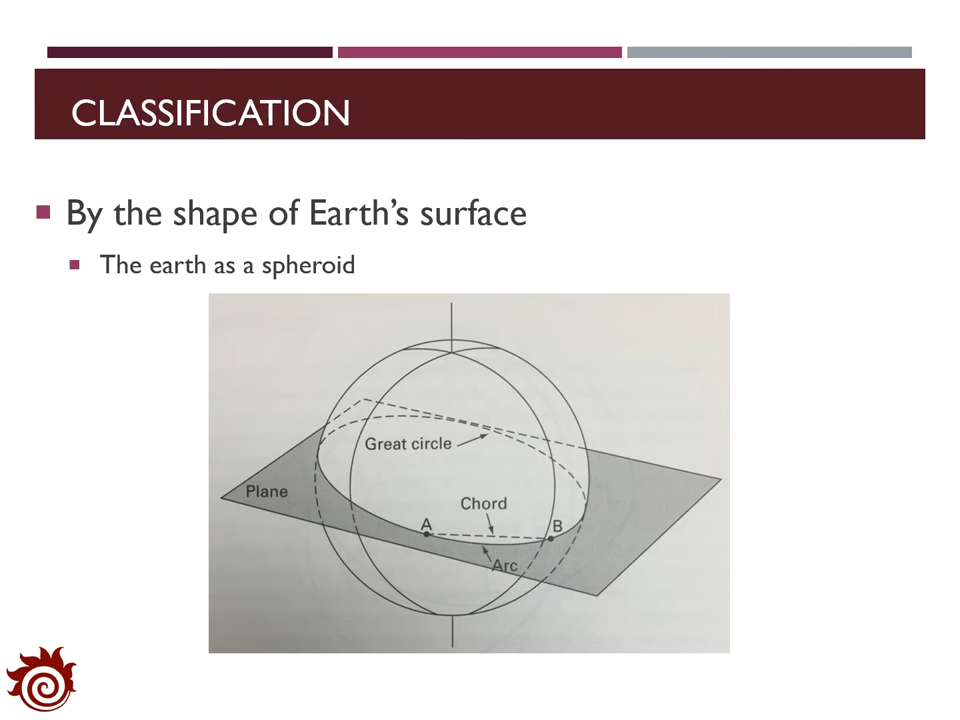 CLASSIFICATION
By the shape of Earth's surface
The earth as a spheroid
Great circle
Plane
Chord
A
B
Arc